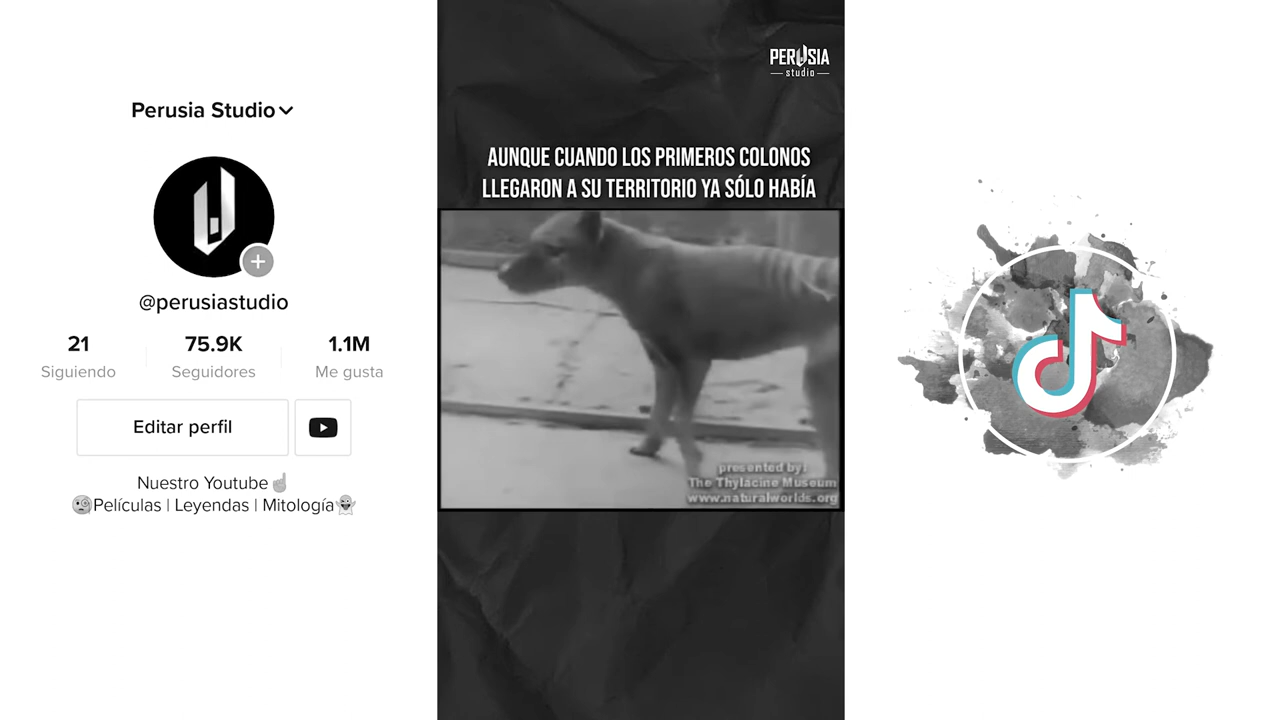 Perusia Studio
@perusiastudio
21
75.9K
1.1M
Siguiendo
Seguidores
Me gusta
Editar perfil
Nuestro Youtube☝
🧐Películas | Leyendas | Mitología👻
PERUSIA
studio
AUNQUE CUANDO LOS PRIMEROS COLONOS
LLEGARON A SU TERRITORIO YA SÓLO HABÍA
presented by:
The Thylacine Museum
www.naturalworlds.org